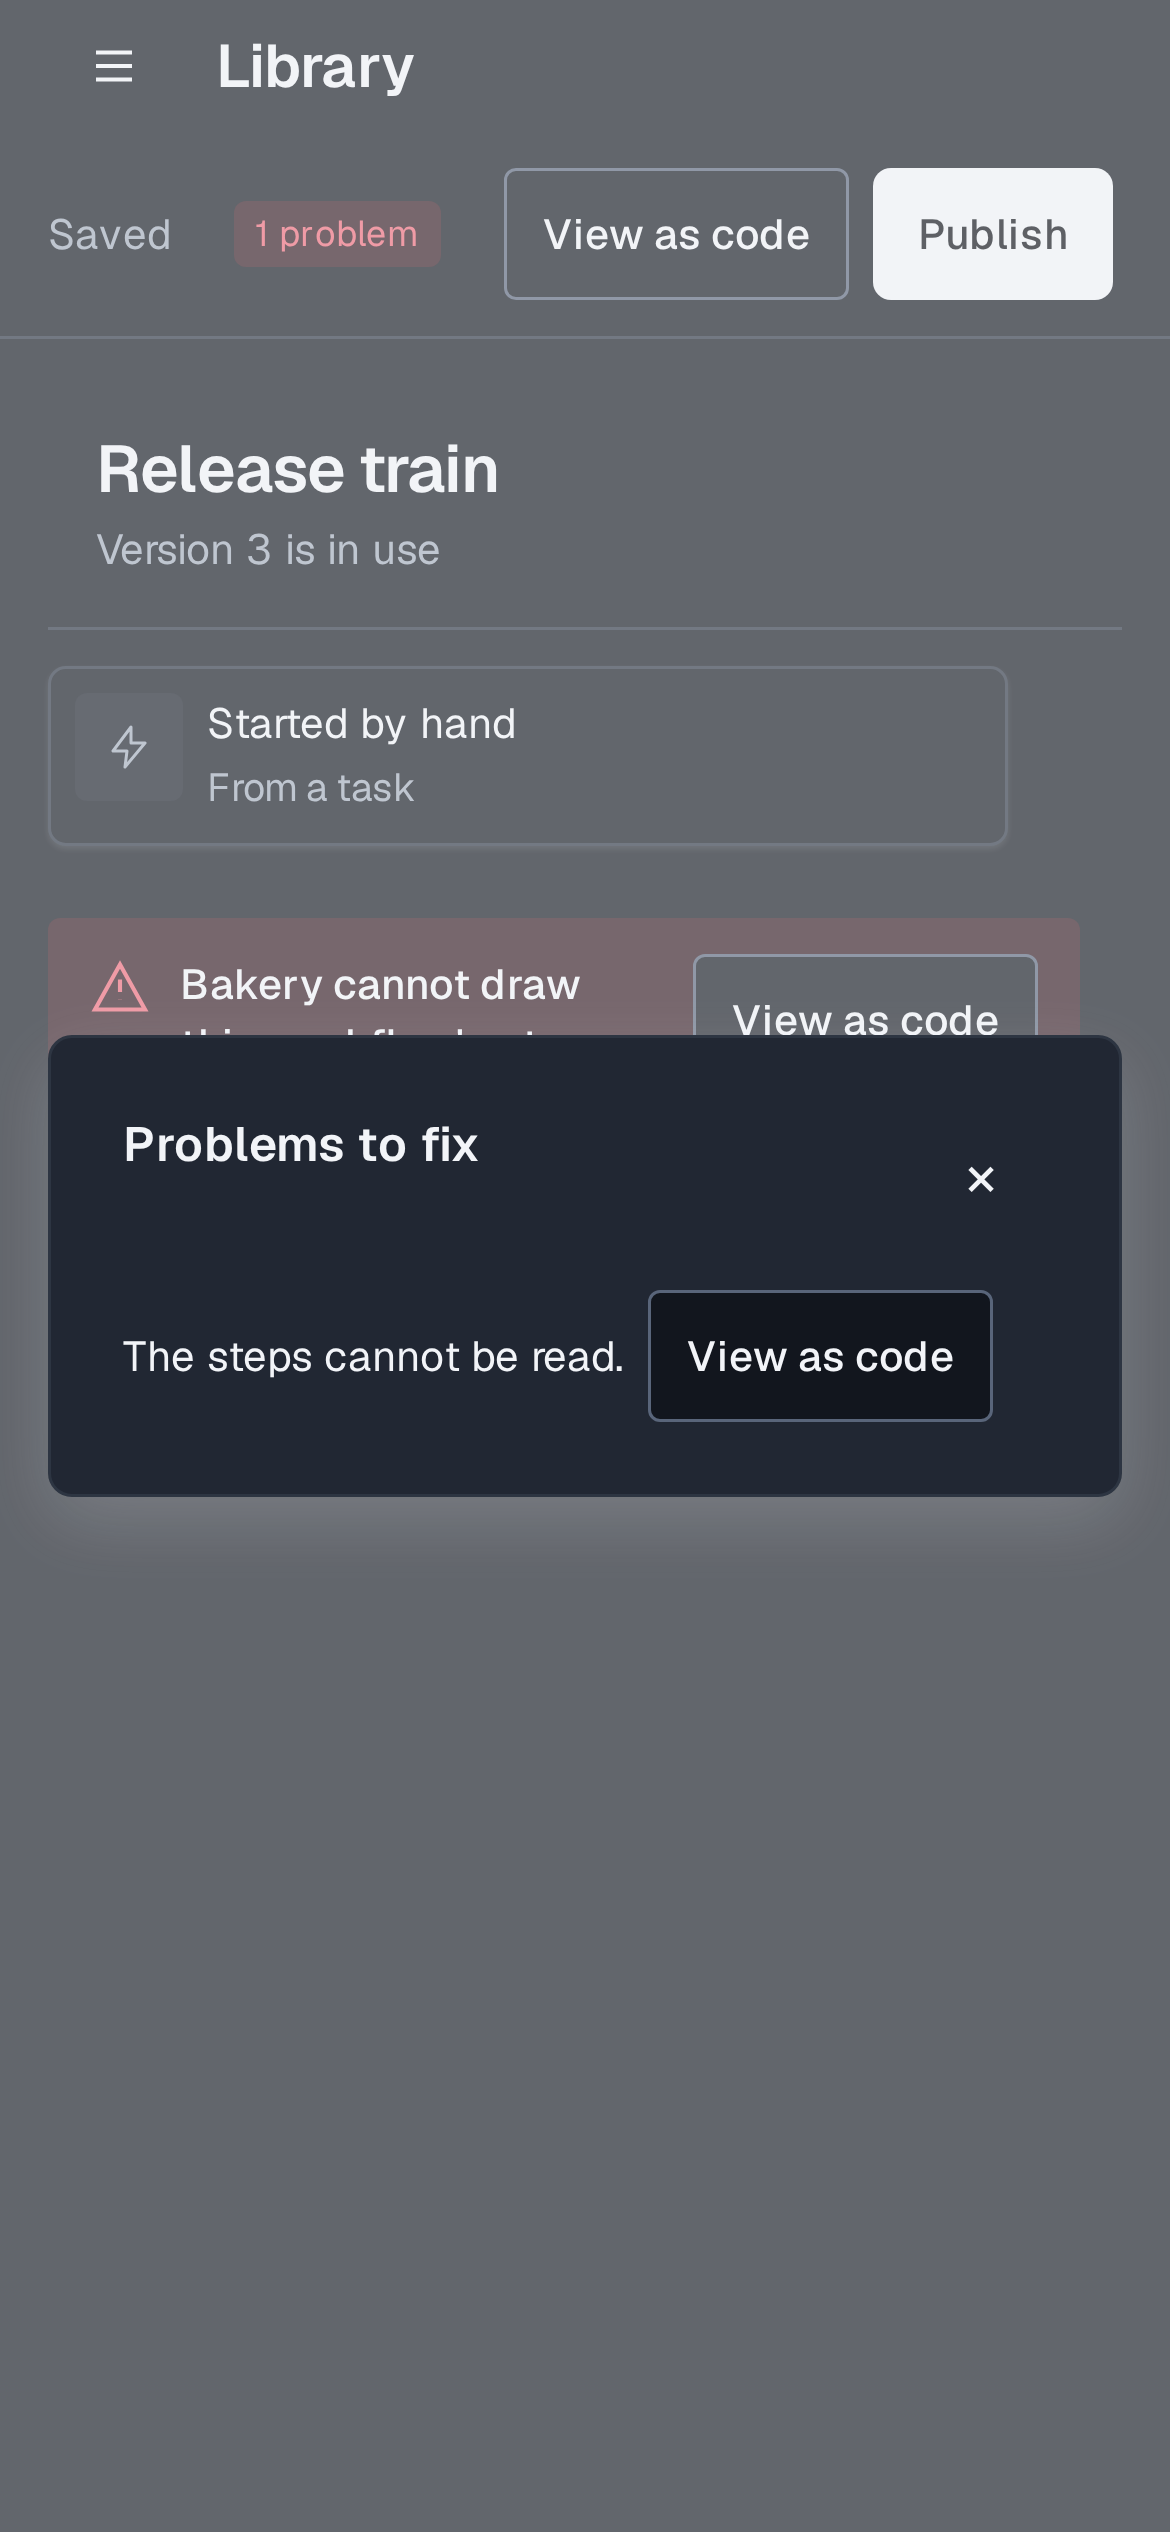 Library
Saved
1 problem
View as code
Publish
Release train
Version 3 is in use
Started by hand
From a task
Bakery cannot draw
View as code
Problems to fix
The steps cannot be read.
View as code